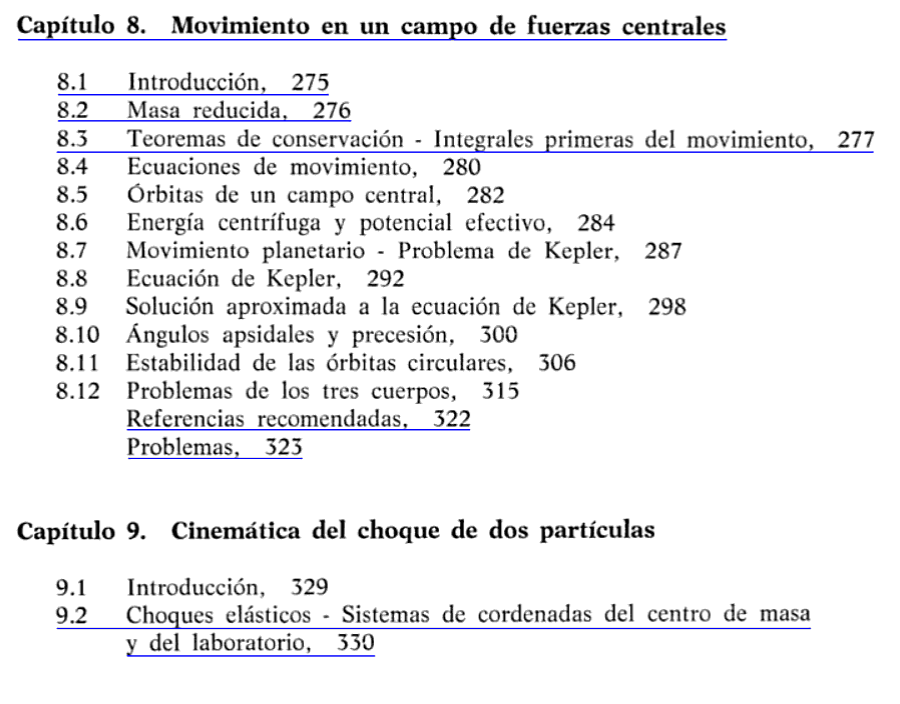 Capítulo 8. Movimiento en un campo de fuerzas centrales
8.1 Introducción, 275
8.2 Masa reducida, 276
8.3 Teoremas de conservación - Integrales primeras del movimiento, 277
8.4 Ecuaciones de movimiento, 280
8.5 Órbitas de un campo central, 282
8.6 Energía centrífuga y potencial efectivo, 284
8.7 Movimiento planetario - Problema de Kepler, 287
8.8 Ecuación de Kepler, 292
8.9 Solución aproximada a la ecuación de Kepler, 298
8.10 Ángulos apsidales y precesión, 300
8.11 Estabilidad de las órbitas circulares, 306
8.12 Problemas de los tres cuerpos, 315
Referencias recomendadas, 322
Problemas, 323
Capítulo 9. Cinemática del choque de dos partículas
9.1 Introducción, 329
9.2 Choques elásticos - Sistemas de cordenadas del centro de masa
y del laboratorio, 330